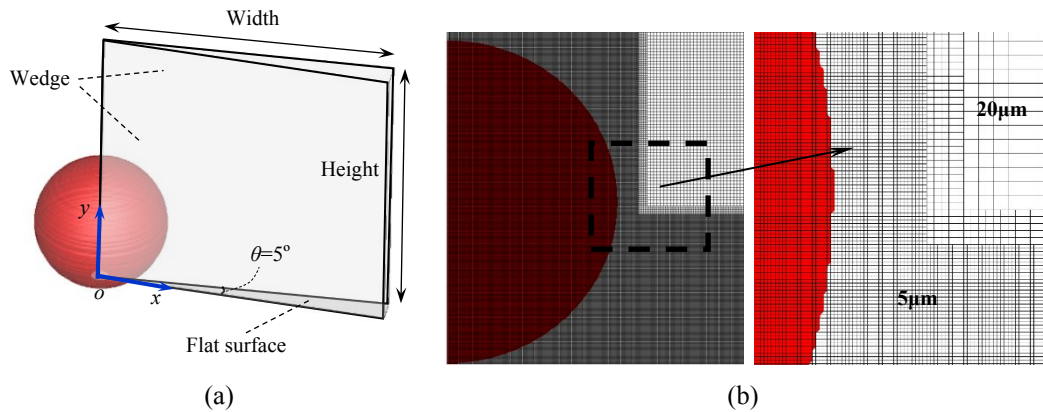 Width
Wedge
Height
y
θ=5°
o
x
Flat surface
20μm
5μm
(a)
(b)